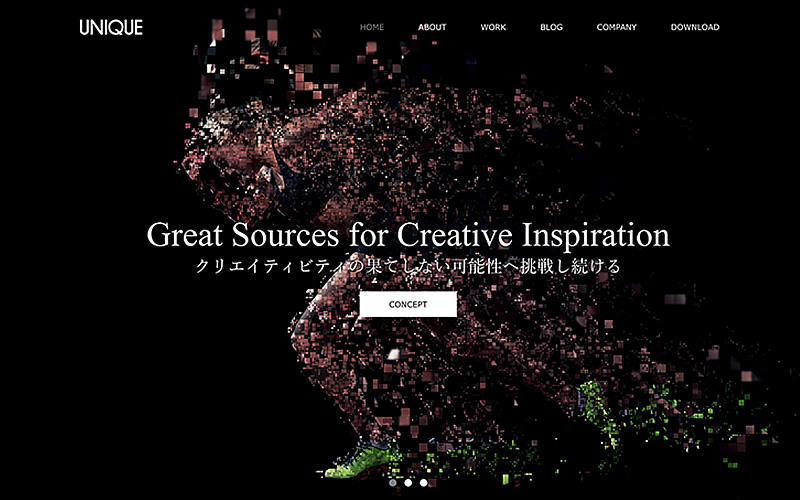 UNIQUE
HOME ABOUT WORK BLOG COMPANY DOWNLOAD
Great Sources for Creative Inspiration
クリエイティビティの果てしない可能性へ挑戦し続ける
CONCEPT